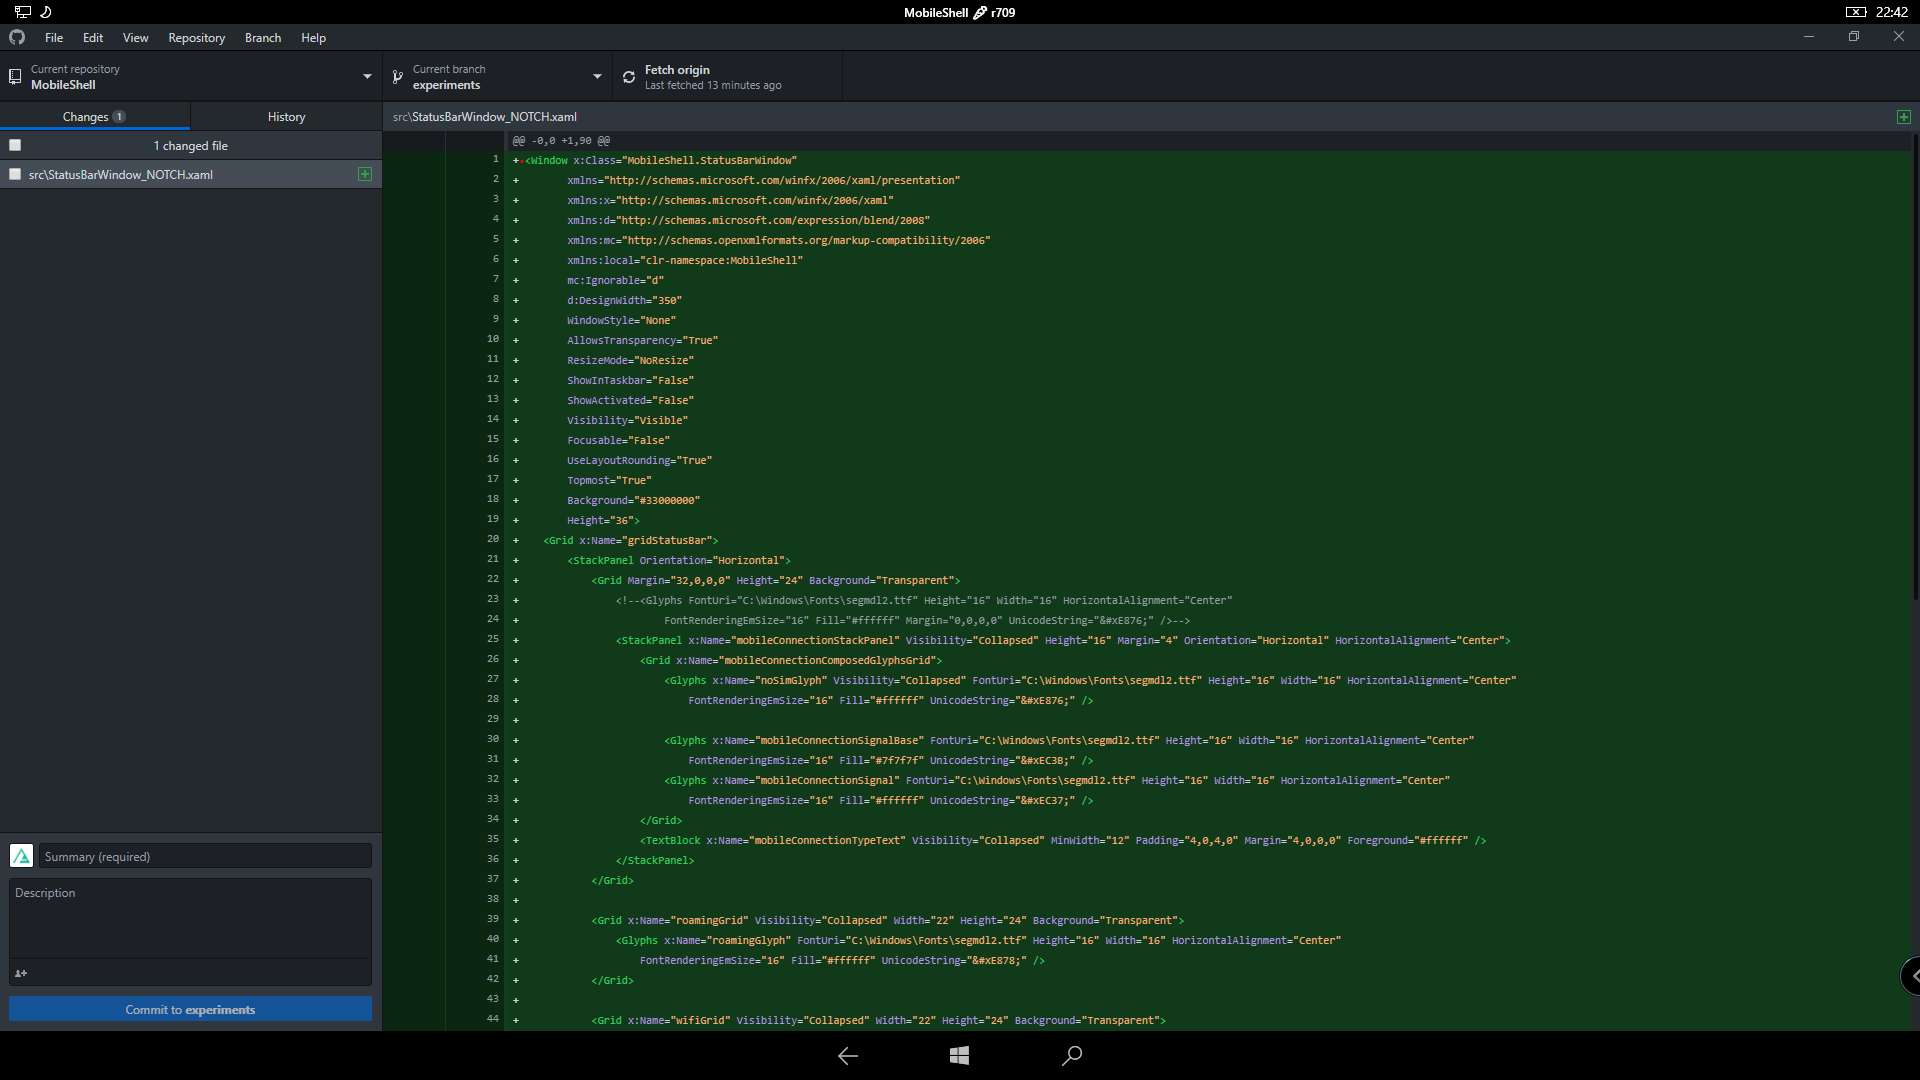 MobileShell r709
22:42
File Edit View Repository Branch Help
Current repository
MobileShell
Current branch
experiments
Fetch origin
Last fetched 13 minutes ago
Changes 1
History
1 changed file
src\StatusBarWindow_NOTCH.xaml
Summary (required)
Description
Commit to experiments
src\StatusBarWindow_NOTCH.xaml
@@ -0,0 +1,90 @@
1 +<Window x:Class="MobileShell.StatusBarWindow"
2 + xmlns="http://schemas.microsoft.com/winfx/2006/xaml/presentation"
3 + xmlns:x="http://schemas.microsoft.com/winfx/2006/xaml"
4 + xmlns:d="http://schemas.microsoft.com/expression/blend/2008"
5 + xmlns:mc="http://schemas.openxmlformats.org/markup-compatibility/2006"
6 + xmlns:local="clr-namespace:MobileShell"
7 + mc:Ignorable="d"
8 + d:DesignWidth="350"
9 + WindowStyle="None"
10 + AllowsTransparency="True"
11 + ResizeMode="NoResize"
12 + ShowInTaskbar="False"
13 + ShowActivated="False"
14 + Visibility="Visible"
15 + Focusable="False"
16 + UseLayoutRounding="True"
17 + Topmost="True"
18 + Background="#33000000"
19 + Height="36">
20 + <Grid x:Name="gridStatusBar">
21 + <StackPanel Orientation="Horizontal">
22 + <Grid Margin="32,0,0,0" Height="24" Background="Transparent">
23 + <!--<Glyphs FontUri="C:\Windows\Fonts\segmdl2.ttf" Height="16" Width="16" HorizontalAlignment="Center"
24 + FontRenderingEmSize="16" Fill="#ffffff" Margin="0,0,0,0" UnicodeString="&#xE876;" />-->
25 + <StackPanel x:Name="mobileConnectionStackPanel" Visibility="Collapsed" Height="16" Margin="4" Orientation="Horizontal" HorizontalAlignment="Center">
26 + <Grid x:Name="mobileConnectionComposedGlyphsGrid">
27 + <Glyphs x:Name="noSimGlyph" Visibility="Collapsed" FontUri="C:\Windows\Fonts\segmdl2.ttf" Height="16" Width="16" HorizontalAlignment="Center"
28 + FontRenderingEmSize="16" Fill="#ffffff" UnicodeString="&#xE876;" />
29 +
30 + <Glyphs x:Name="mobileConnectionSignalBase" FontUri="C:\Windows\Fonts\segmdl2.ttf" Height="16" Width="16" HorizontalAlignment="Center"
31 + FontRenderingEmSize="16" Fill="#7f7f7f" UnicodeString="&#xEC3B;" />
32 + <Glyphs x:Name="mobileConnectionSignal" FontUri="C:\Windows\Fonts\segmdl2.ttf" Height="16" Width="16" HorizontalAlignment="Center"
33 + FontRenderingEmSize="16" Fill="#ffffff" UnicodeString="&#xEC37;" />
34 + </Grid>
35 + <TextBlock x:Name="mobileConnectionTypeText" Visibility="Collapsed" MinWidth="12" Padding="4,0,4,0" Margin="4,0,0,0" Foreground="#ffffff" />
36 + </StackPanel>
37 + </Grid>
38 +
39 + <Grid x:Name="roamingGrid" Visibility="Collapsed" Width="22" Height="24" Background="Transparent">
40 + <Glyphs x:Name="roamingGlyph" FontUri="C:\Windows\Fonts\segmdl2.ttf" Height="16" Width="16" HorizontalAlignment="Center"
41 + FontRenderingEmSize="16" Fill="#ffffff" UnicodeString="&#xE878;" />
42 + </Grid>
43 +
44 + <Grid x:Name="wifiGrid" Visibility="Collapsed" Width="22" Height="24" Background="Transparent">